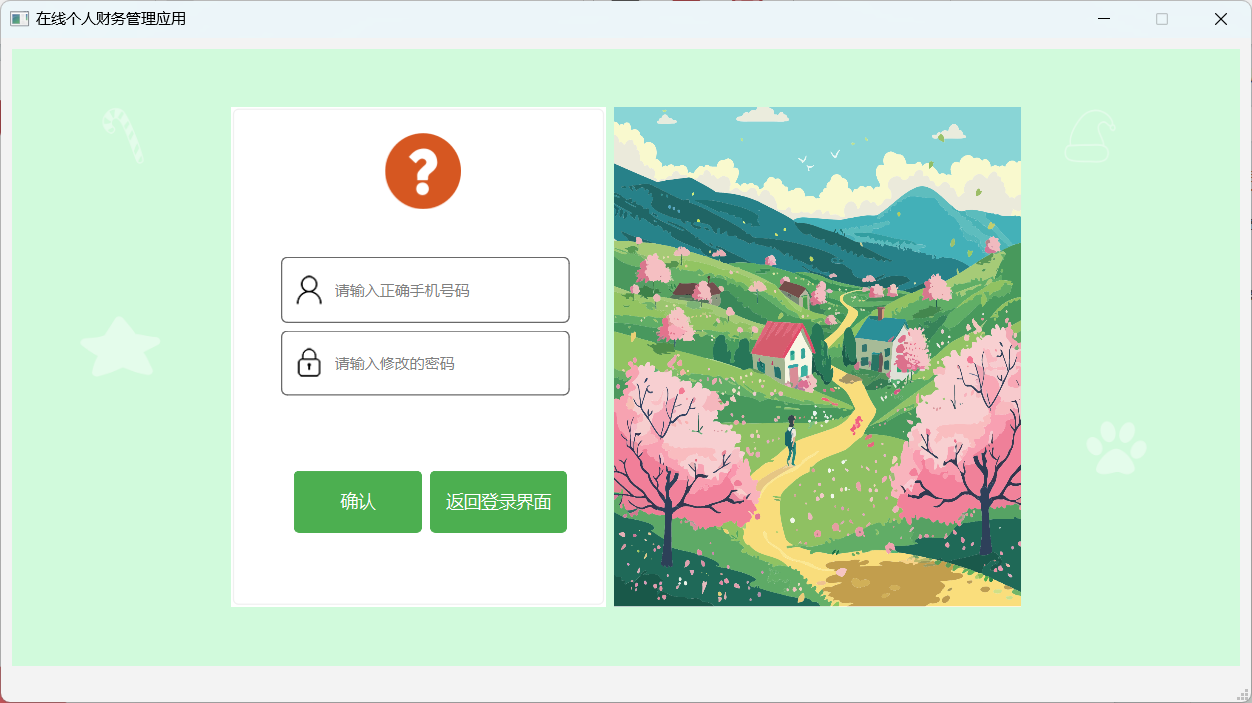 在线个人财务管理应用
?
请输入正确手机号码
请输入修改的密码
确认
返回登录界面